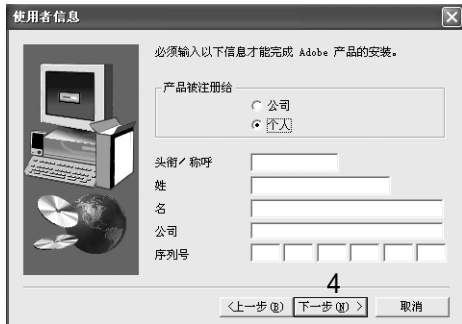 使用者信息
必须输入以下信息才能完成 Adobe 产品的安装。
产品被注册给
公司
个人
头衔／称呼
姓
名
公司
序列号
4
<上一步(B) 下一步(N) > 取消